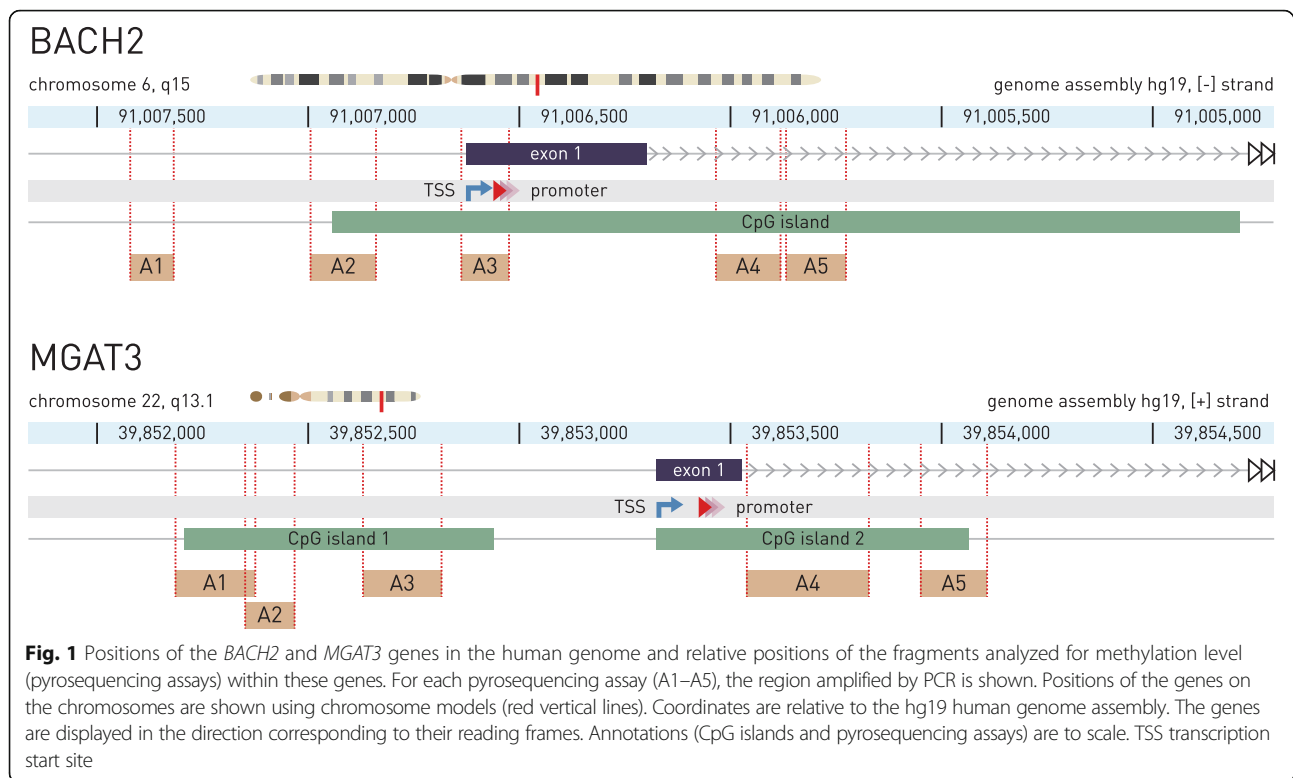 BACH2
chromosome 6, q15
genome assembly hg19, [-] strand
91,007,500 91,007,000 91,006,500 91,006,000 91,005,500 91,005,000
exon 1
TSS promoter
CpG island
A1 A2 A3 A4 A5
MGAT3
chromosome 22, q13.1
genome assembly hg19, [+] strand
39,852,000 39,852,500 39,853,000 39,853,500 39,854,000 39,854,500
exon 1
TSS promoter
CpG island 1 CpG island 2
A1 A3 A4 A5
A2
Fig. 1 Positions of the BACH2 and MGAT3 genes in the human genome and relative positions of the fragments analyzed for methylation level
(pyrosequencing assays) within these genes. For each pyrosequencing assay (A1–A5), the region amplified by PCR is shown. Positions of the genes on
the chromosomes are shown using chromosome models (red vertical lines). Coordinates are relative to the hg19 human genome assembly. The genes
are displayed in the direction corresponding to their reading frames. Annotations (CpG islands and pyrosequencing assays) are to scale. TSS transcription
start site